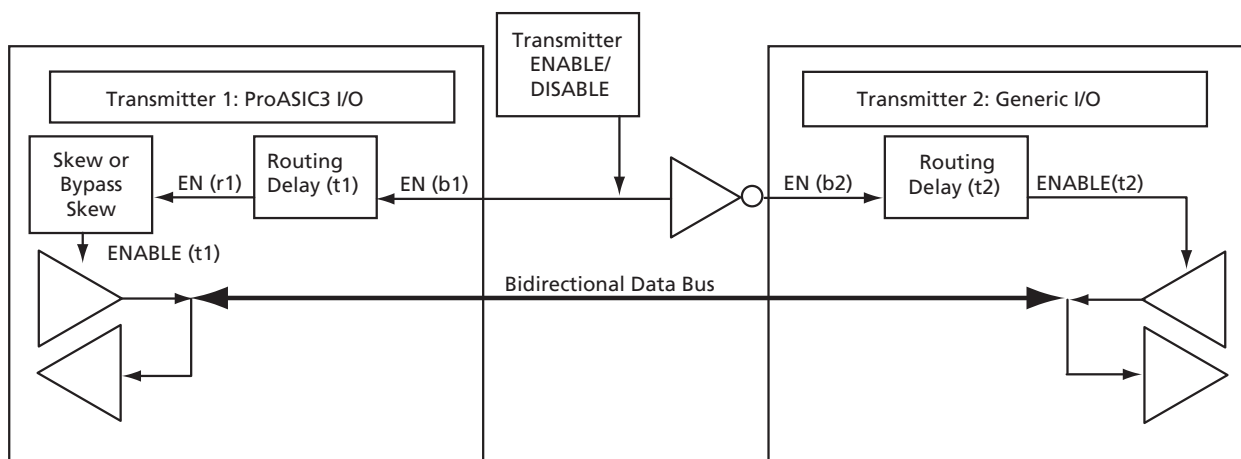 Transmitter
ENABLE/
DISABLE
Transmitter 1: ProASIC3 I/O
Transmitter 2: Generic I/O
Skew or
Bypass
Skew
EN (r1)
Routing
Delay (t1)
EN (b1)
EN (b2)
Routing
Delay (t2)
ENABLE(t2)
ENABLE (t1)
Bidirectional Data Bus